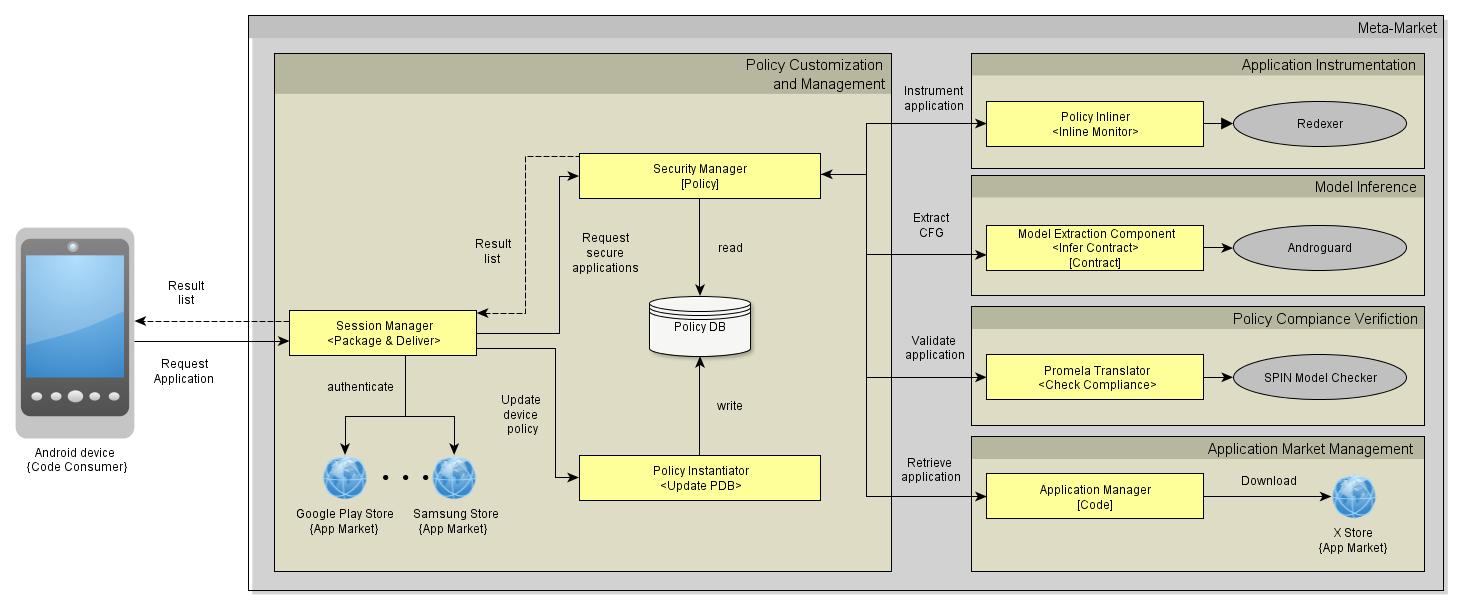 Meta-Market
Policy Customization
and Management
Application Instrumentation
Instrument
application
Policy Inliner
<Inline Monitor>
Redexer
Security Manager
[Policy]
Model Inference
Extract
CFG
Model Extraction Component
<Infer Contract>
[Contract]
Androguard
Result
list
Request
secure
applications
read
Result
list
Session Manager
<Package & Deliver>
Policy DB
Policy Compiance Verifiction
Validate
application
Promela Translator
<Check Compliance>
SPIN Model Checker
Request
Application
authenticate
Update
device
policy
write
Android device
{Code Consumer}
Policy Instantiator
<Update PDB>
Application Market Management
Retrieve
application
Application Manager
[Code]
Download
Google Play Store
{App Market}
Samsung Store
{App Market}
X Store
{App Market}